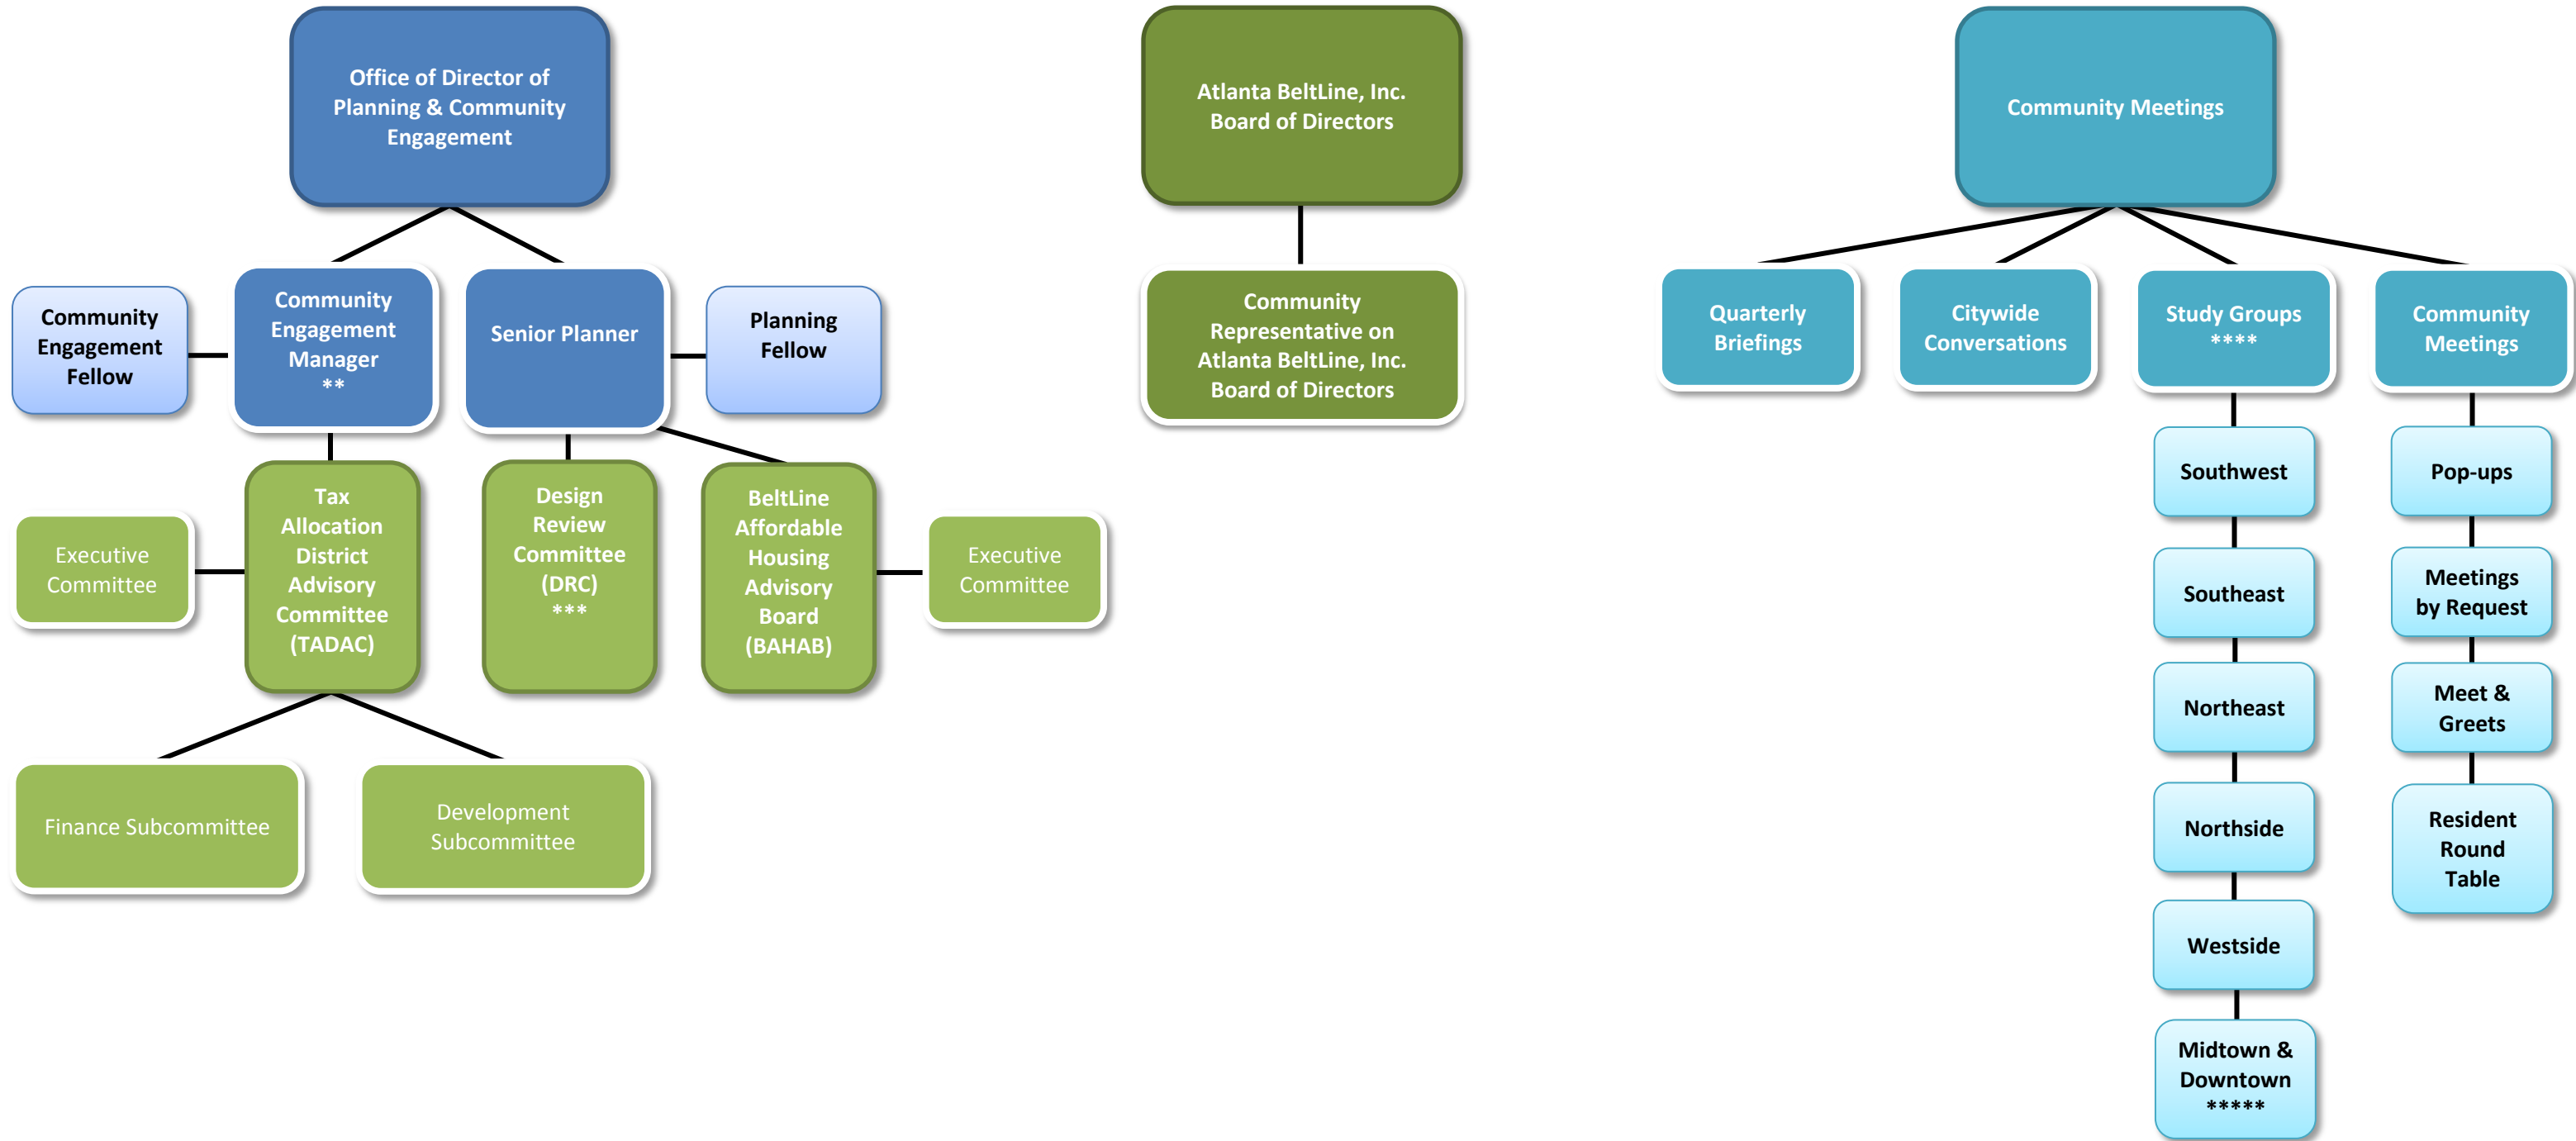 Office of Director of
Planning & Community
Engagement
Atlanta BeltLine, Inc.
Board of Directors
Community Meetings
Community
Engagement
Fellow
Community
Engagement
Manager
**
Senior Planner
Planning
Fellow
Community
Representative on
Atlanta BeltLine, Inc.
Board of Directors
Quarterly
Briefings
Citywide
Conversations
Study Groups
****
Community
Meetings
Executive
Committee
Tax
Allocation
District
Advisory
Committee
(TADAC)
Design
Review
Committee
(DRC)
***
BeltLine
Affordable
Housing
Advisory
Board
(BAHAB)
Executive
Committee
Finance Subcommittee
Development
Subcommittee
Southwest
Southeast
Northeast
Northside
Westside
Midtown &
Downtown
*****
Pop-ups
Meetings
by Request
Meet &
Greets
Resident
Round
Table